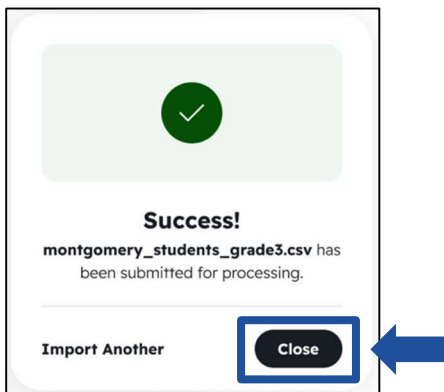 Success!
montgomery_students_grade3.csv has
been submitted for processing.
Import Another
Close